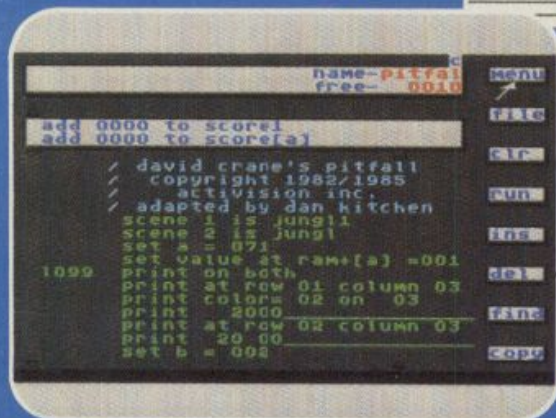 name-pitfal
free- 0010
add 0000 to score1
add 0000 to score[a]
/ david crane's pitfall
/ copyright 1982/1985
/ activision inc.
/ adapted by dan kitchen
scene 1 is jungl1
scene 2 is jungl
set a = 071
set value at ram+[a] =001
1099 print on both
print at row 01 column 03
print color= 02 on 03
print 2000
print at row 02 column 03
print 20 00
set b = 002
menu
file
clr
run
ins
del
find
copy